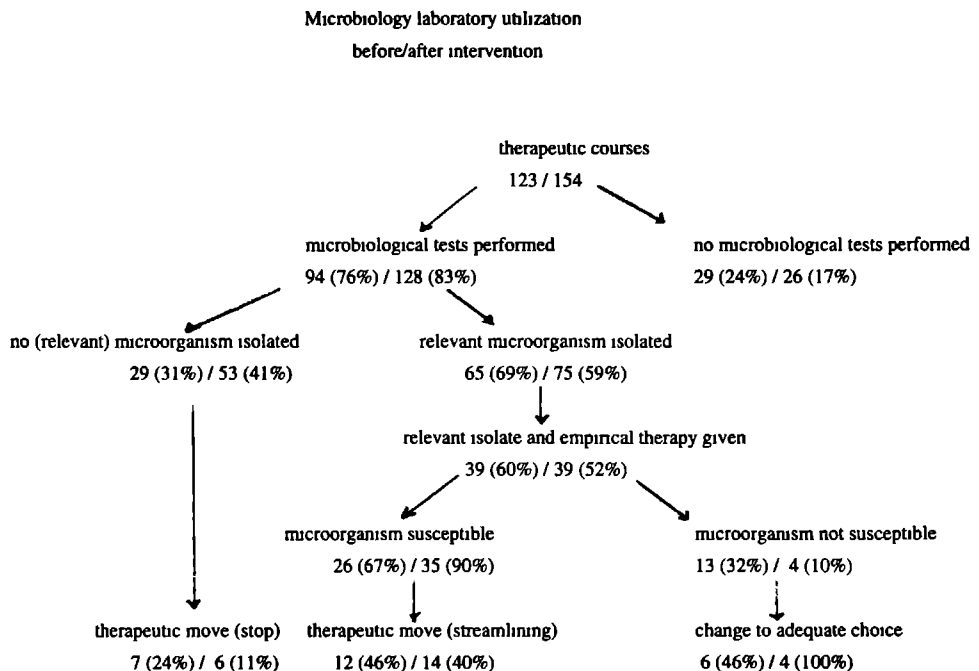 Microbiology laboratory utilization
before/after intervention
therapeutic courses
123 / 154
microbiological tests performed
94 (76%) / 128 (83%)
no microbiological tests performed
29 (24%) / 26 (17%)
no (relevant) microorganism isolated
29 (31%) / 53 (41%)
relevant microorganism isolated
65 (69%) / 75 (59%)
relevant isolate and empirical therapy given
39 (60%) / 39 (52%)
microorganism susceptible
26 (67%) / 35 (90%)
microorganism not susceptible
13 (32%) / 4 (10%)
therapeutic move (stop)
7 (24%) / 6 (11%)
therapeutic move (streamlining)
12 (46%) / 14 (40%)
change to adequate choice
6 (46%) / 4 (100%)